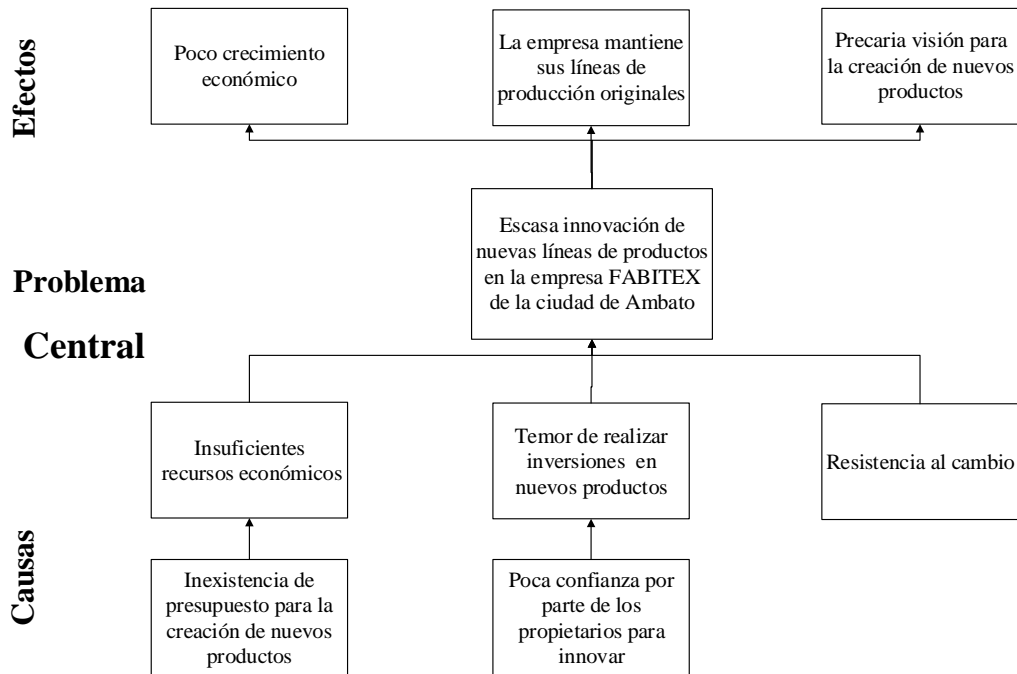 Efectos
Poco crecimiento
económico
La empresa mantiene
sus líneas de
producción originales
Precaria visión para
la creación de nuevos
productos
Problema
Central
Escasa innovación de
nuevas líneas de productos
en la empresa FABITEX
de la ciudad de Ambato
Causas
Insuficientes
recursos económicos
Temor de realizar
inversiones en
nuevos productos
Resistencia al cambio
Inexistencia de
presupuesto para la
creación de nuevos
productos
Poca confianza por
parte de los
propietarios para
innovar